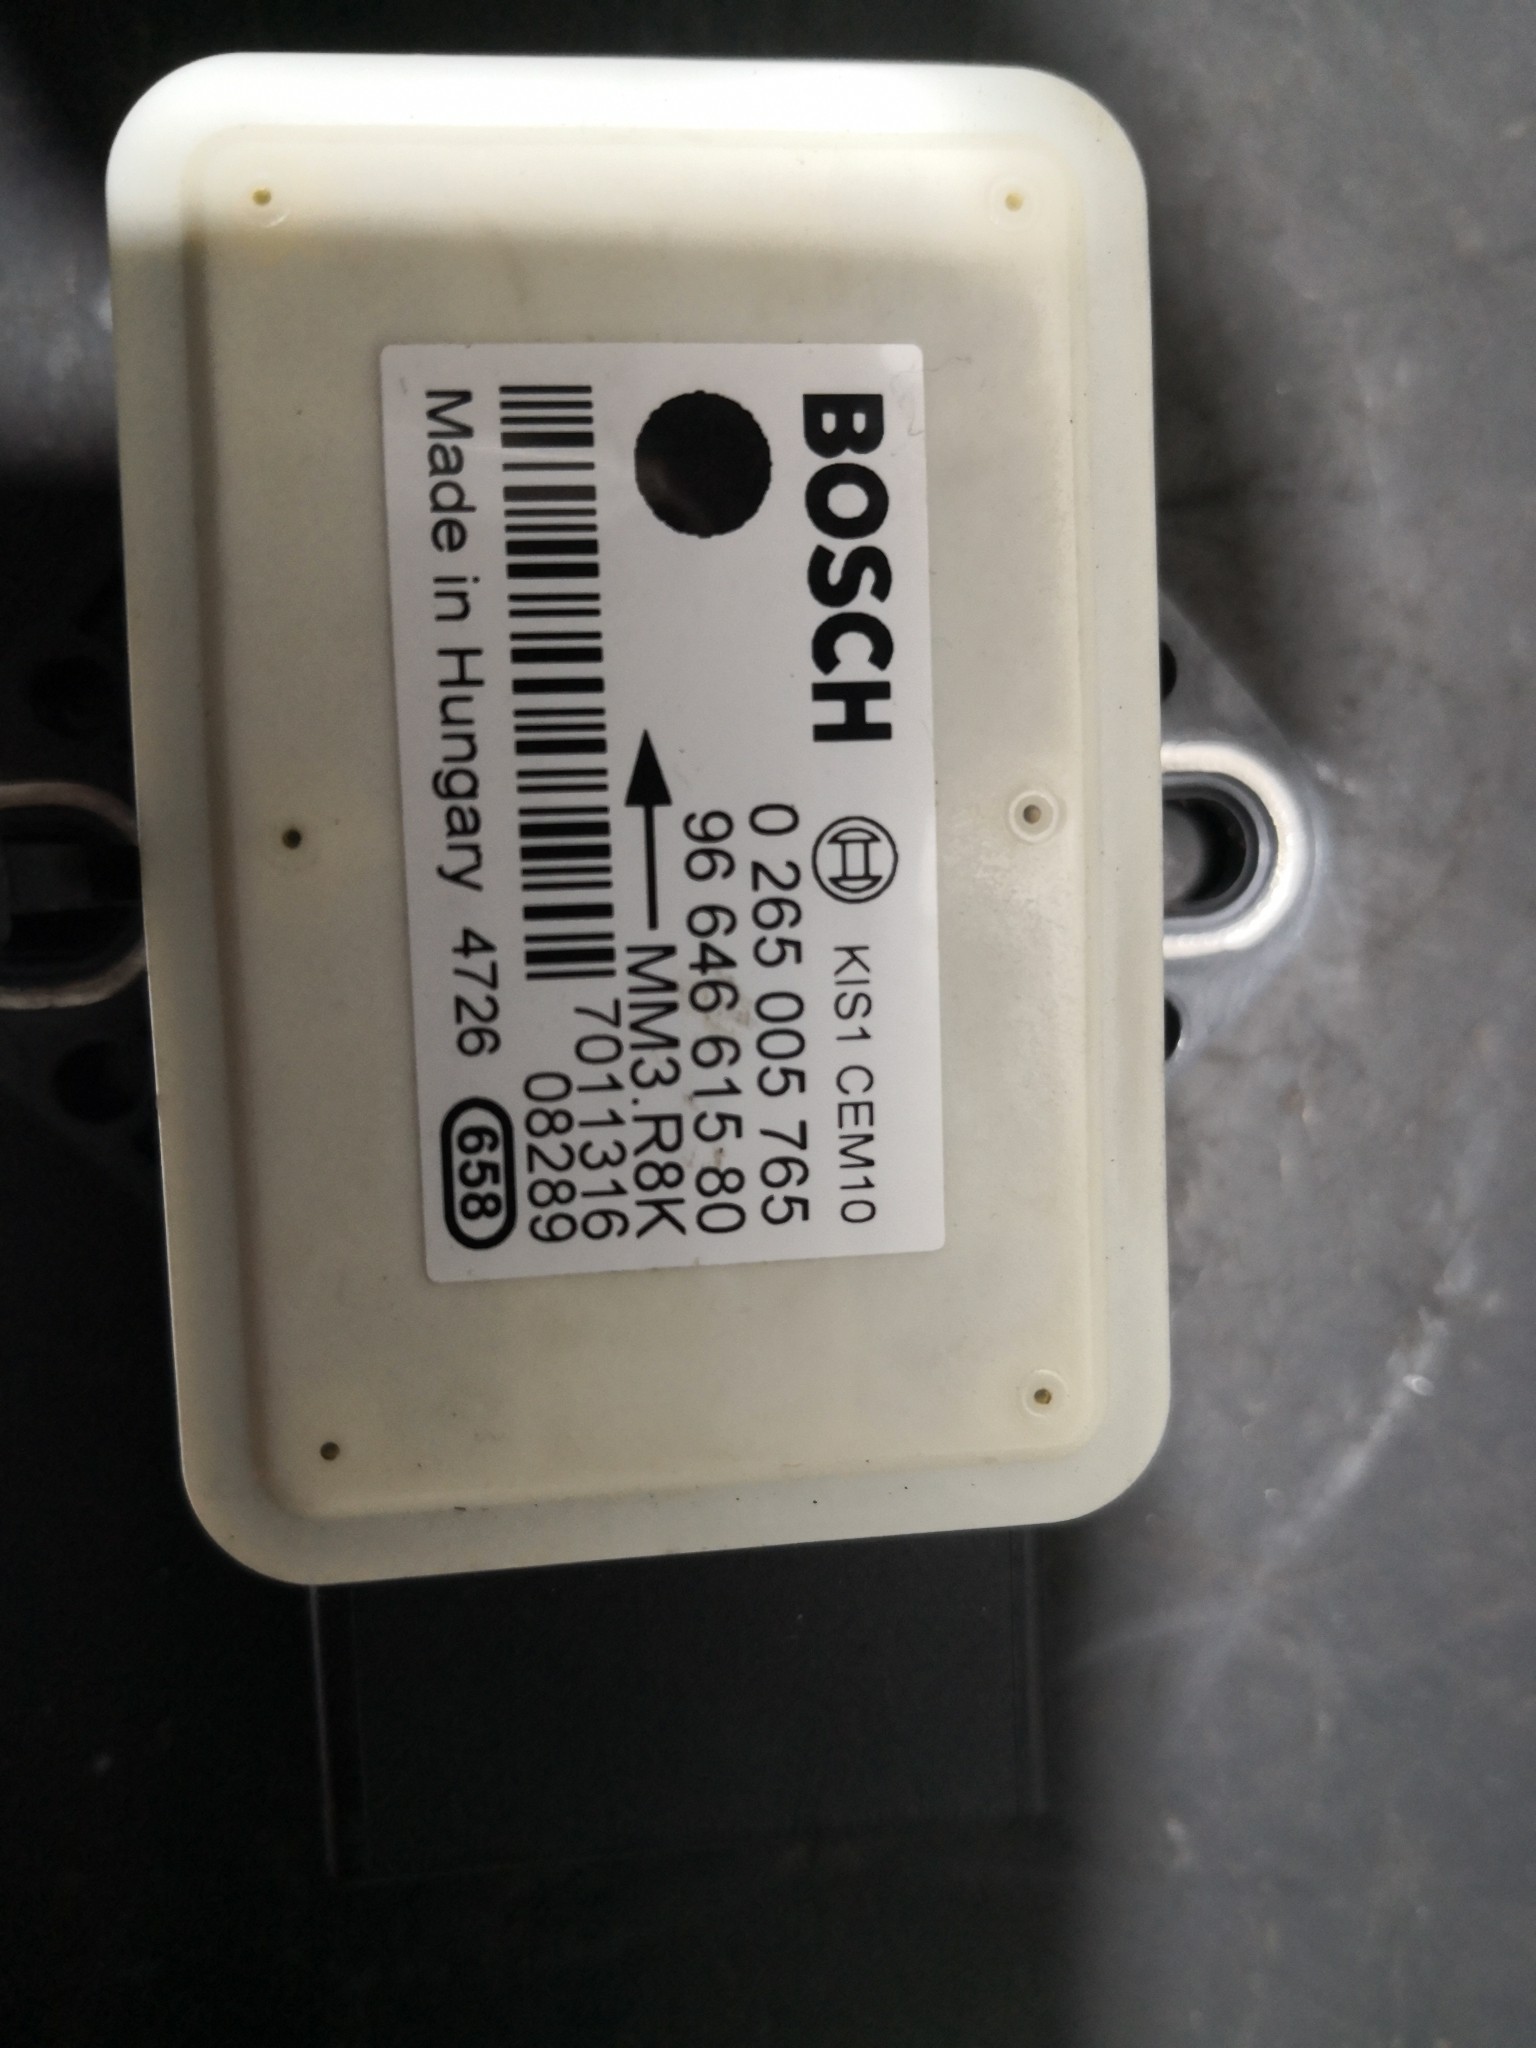 BOSCH KIS1 CEM10
0 265 005 765
96 646 615 80
MM3.R8K
7011316
08289
Made in Hungary 4726 658